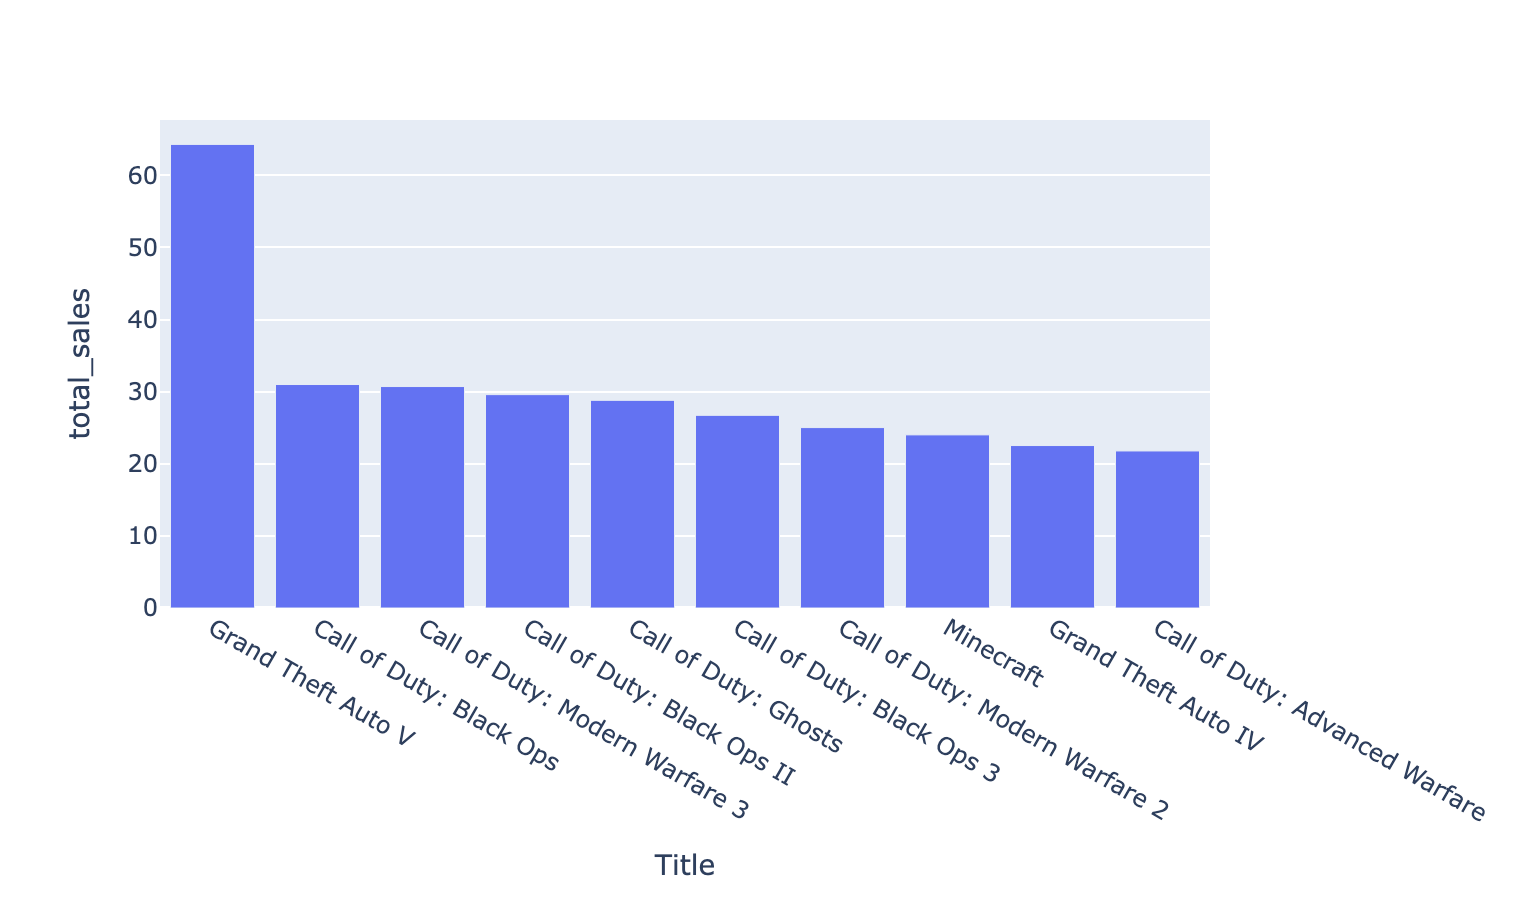 total_sales
60
50
40
30
20
10
0
Grand Theft Auto V
Call of Duty: Black Ops
Call of Duty: Modern Warfare 3
Call of Duty: Black Ops II
Call of Duty: Ghosts
Call of Duty: Black Ops 3
Call of Duty: Modern Warfare 2
Minecraft
Grand Theft Auto IV
Call of Duty: Advanced Warfare
Title